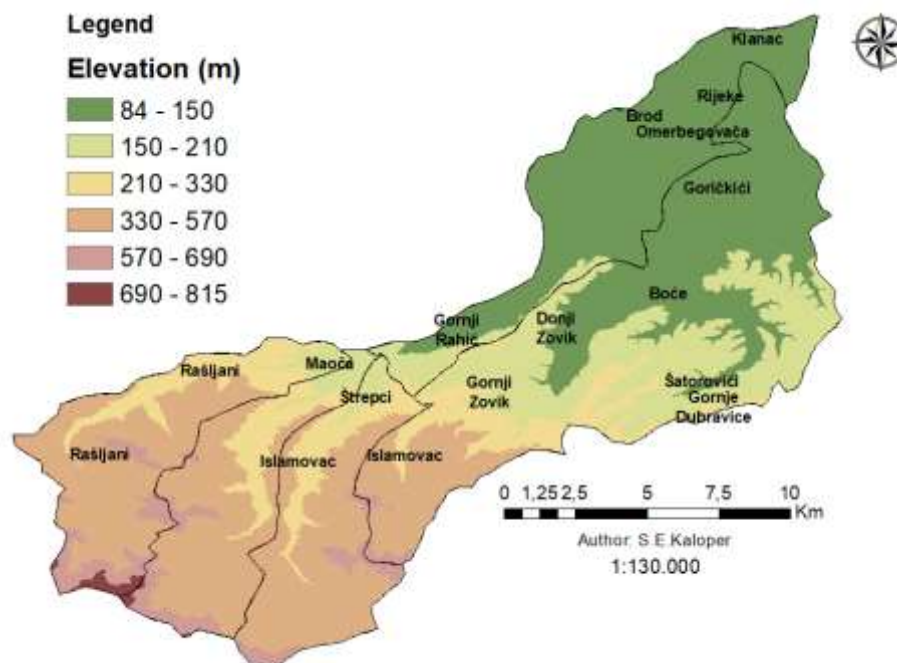 Legend
Elevation (m)
84 - 150
150 - 210
210 - 330
330 - 570
570 - 690
690 - 815
Klanac
Rijeke
Brod
Omerbegovača
Goričkići
Boće
Gornji
Rahić
Donji
Zovik
Rašljani
Maoča
Štrepci
Gornji
Zovik
Šatorovići
Gornje
Dubravice
Rašljani
Islamovac
Islamovac
0 1,25 2,5 5 7,5 10
Km
Author: S.E.Kaloper
1:130.000